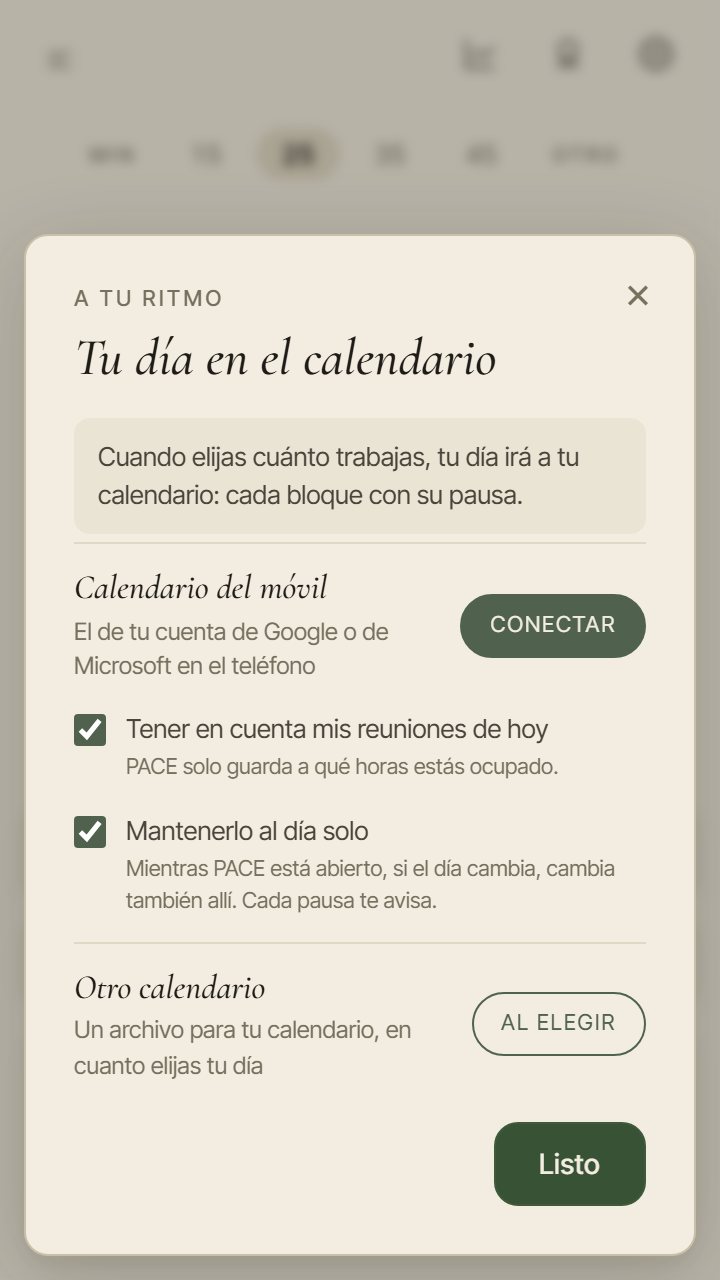 A TU RITMO
Tu día en el calendario
Cuando elijas cuánto trabajas, tu día irá a tu
calendario: cada bloque con su pausa.
Calendario del móvil
El de tu cuenta de Google o de
Microsoft en el teléfono
CONECTAR
Tener en cuenta mis reuniones de hoy
PACE solo guarda a qué horas estás ocupado.
Mantenerlo al día solo
Mientras PACE está abierto, si el día cambia, cambia
también allí. Cada pausa te avisa.
Otro calendario
Un archivo para tu calendario, en
cuanto elijas tu día
AL ELEGIR
Listo